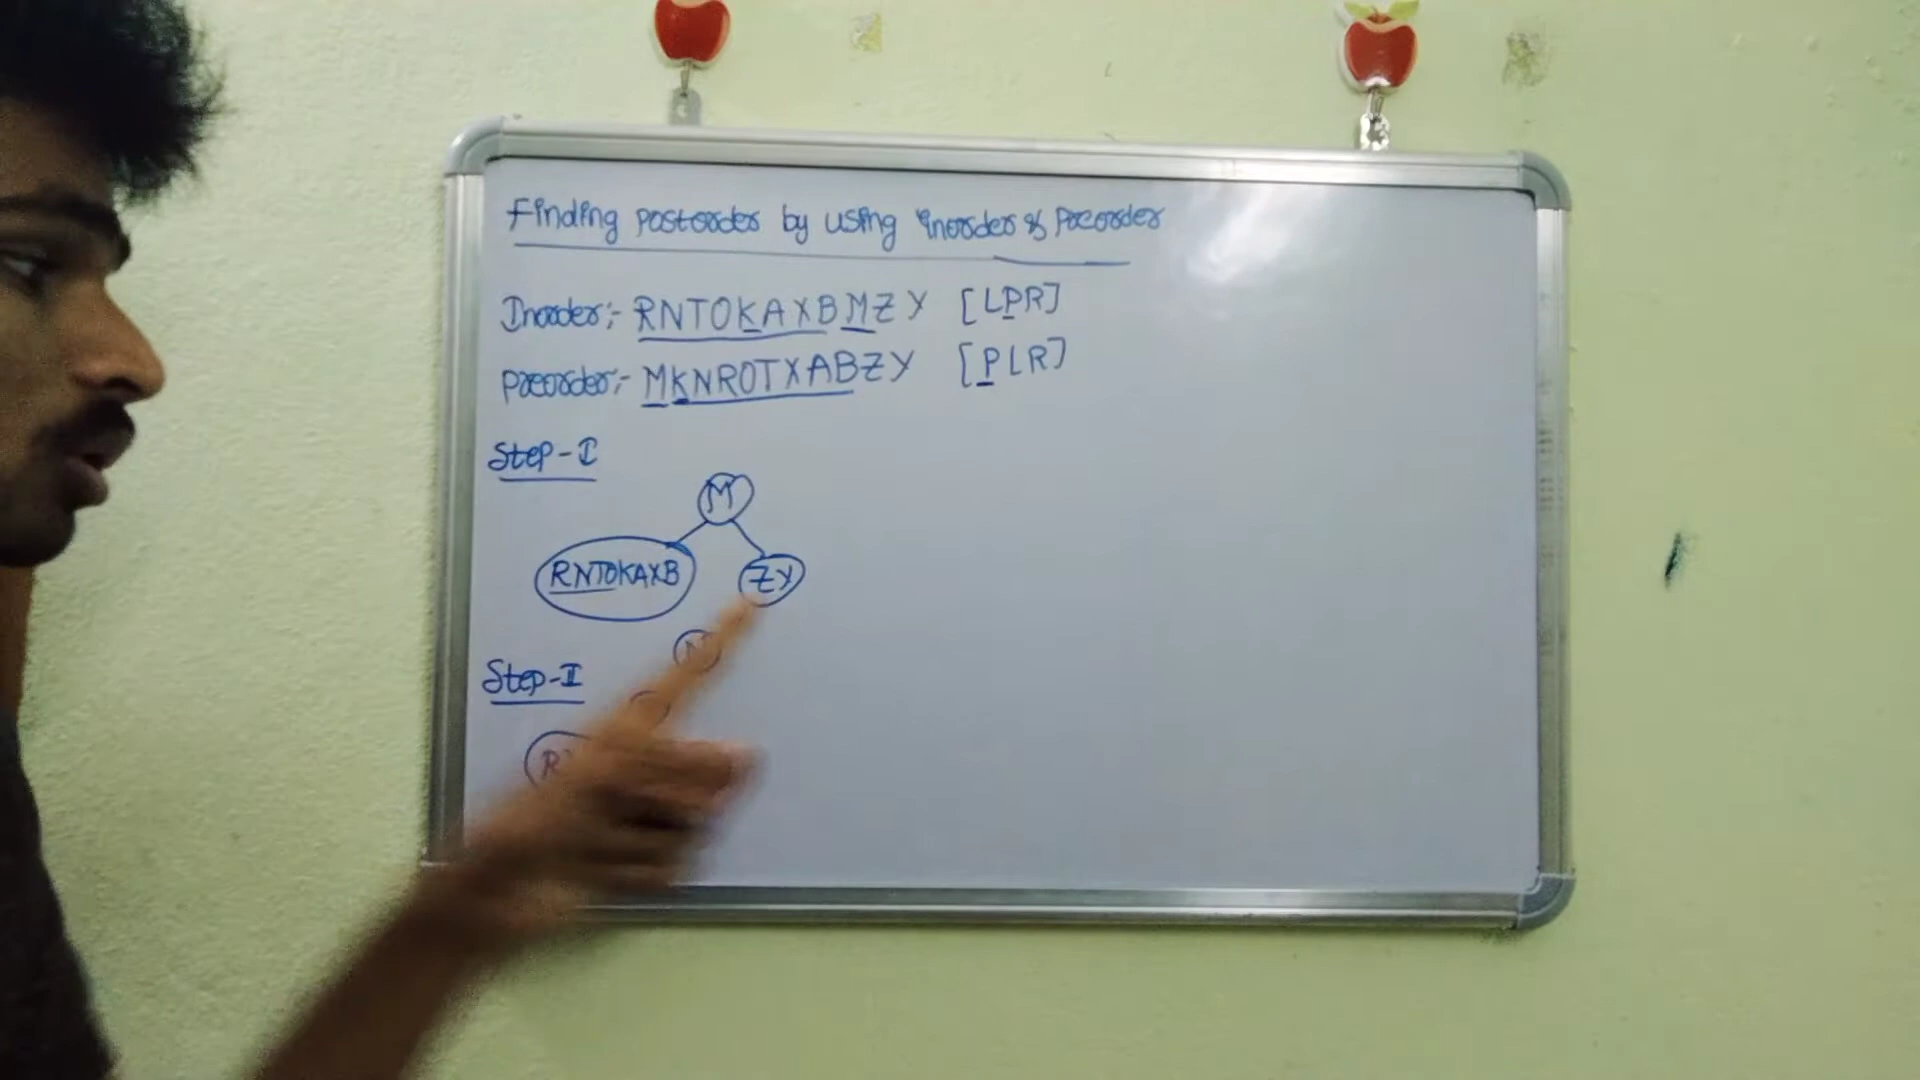 Finding postorder by using inorder & Preorder
Inorder:- RNTOKAXBMZY [LPR]
preorder:- MKNROTXABZY [PLR]
Step-I
M
RNTOKAXB ZY
Step-II